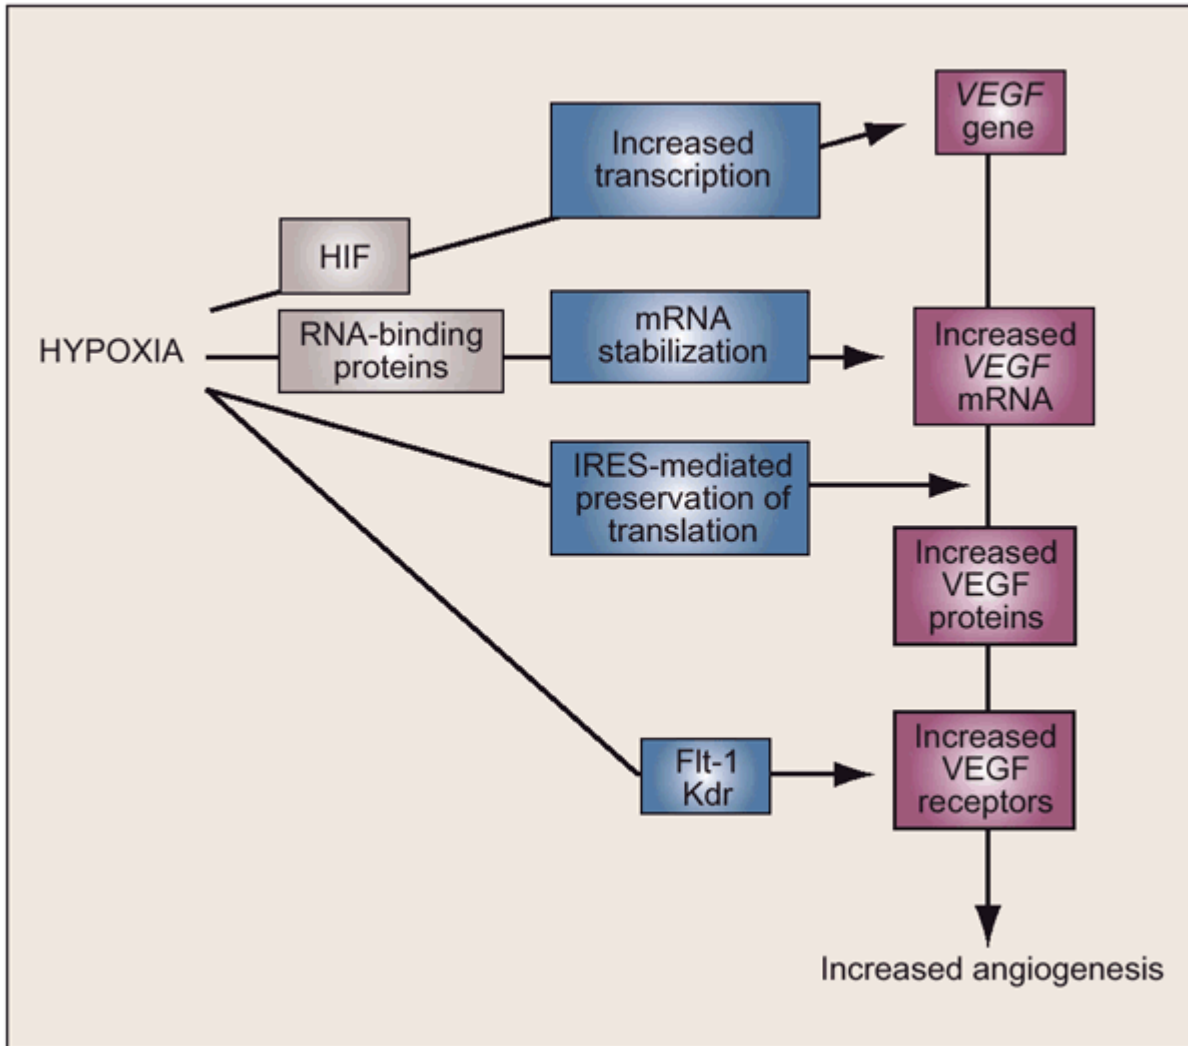 VEGF
gene
Increased
transcription
HIF
HYPOXIA
RNA-binding
proteins
mRNA
stabilization
Increased
VEGF
mRNA
IRES-mediated
preservation of
translation
Increased
VEGF
proteins
Flt-1
Kdr
Increased
VEGF
receptors
Increased angiogenesis